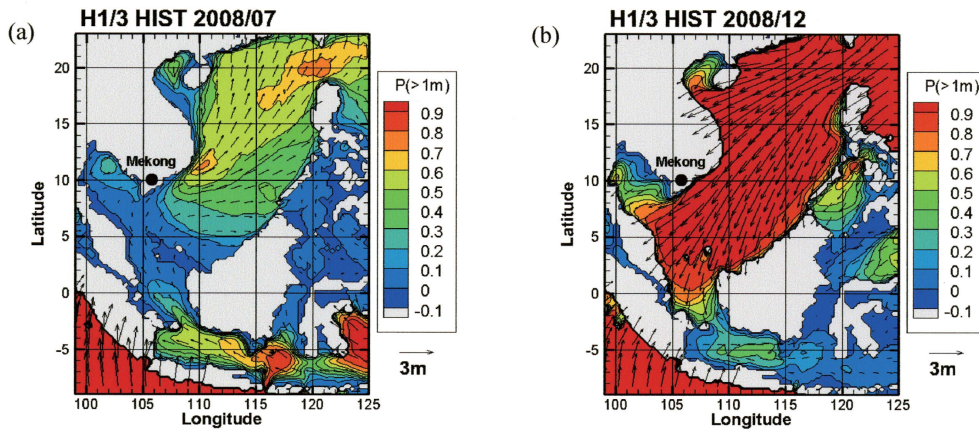 (a)
H1/3 HIST 2008/07
20
15
10
5
0
-5
Latitude
Mekong
100 105 110 115 120 125
Longitude
P(>1m)
0.9
0.8
0.7
0.6
0.5
0.4
0.3
0.2
0.1
0
-0.1
3m
(b)
H1/3 HIST 2008/12
20
15
10
5
0
-5
Latitude
Mekong
100 105 110 115 120 125
Longitude
P(>1m)
0.9
0.8
0.7
0.6
0.5
0.4
0.3
0.2
0.1
0
-0.1
3m